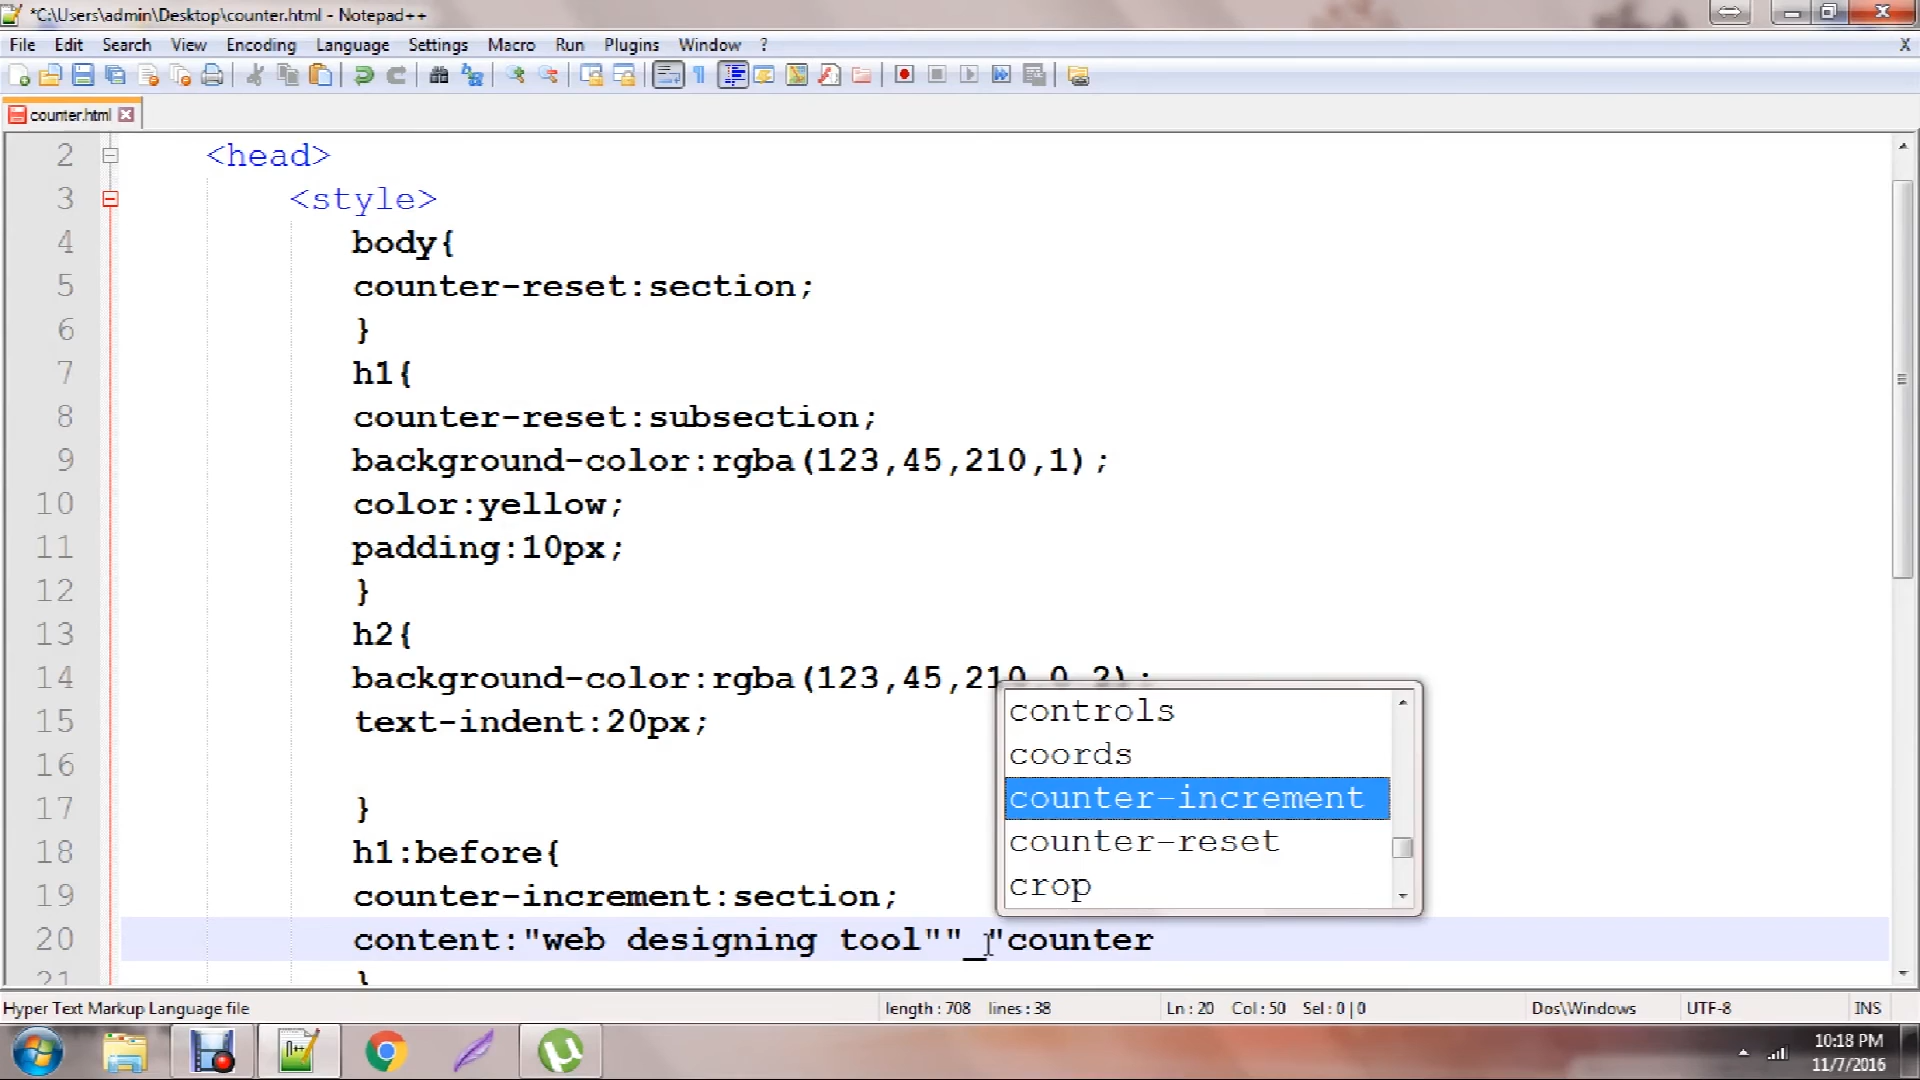 *C:\Users\admin\Desktop\counter.html - Notepad++
File Edit Search View Encoding Language Settings Macro Run Plugins Window ? X
counter.html
2 <head>
3 <style>
4 body{
5 counter-reset:section;
6 }
7 h1{
8 counter-reset:subsection;
9 background-color:rgba(123,45,210,1);
10 color:yellow;
11 padding:10px;
12 }
13 h2{
14 background-color:rgba(123,45,210,0.2);
15 text-indent:20px;
16
17 }
18 h1:before{
19 counter-increment:section;
20 content:"web designing tool""_"counter
21 }
controls
coords
counter-increment
counter-reset
crop
Hyper Text Markup Language file length : 708 lines : 38 Ln : 20 Col : 50 Sel : 0 | 0 Dos\Windows UTF-8 INS
10:18 PM
11/7/2016